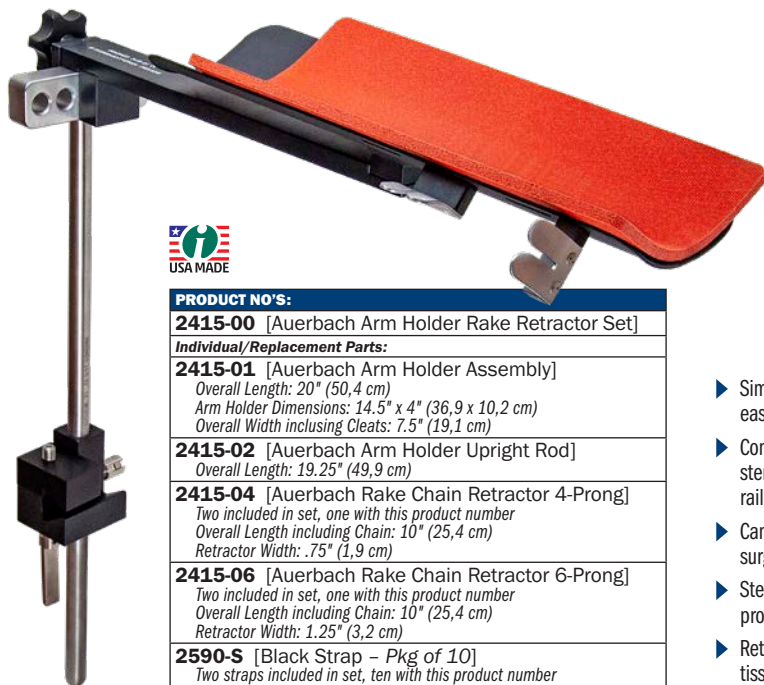 USA MADE
PRODUCT NO'S:
2415-00 [Auerbach Arm Holder Rake Retractor Set]
Individual/Replacement Parts:
2415-01 [Auerbach Arm Holder Assembly]
Overall Length: 20" (50,4 cm)
Arm Holder Dimensions: 14.5" x 4" (36,9 x 10,2 cm)
Overall Width inclusing Cleats: 7.5" (19,1 cm)
2415-02 [Auerbach Arm Holder Upright Rod]
Overall Length: 19.25" (49,9 cm)
2415-04 [Auerbach Rake Chain Retractor 4-Prong]
Two included in set, one with this product number
Overall Length including Chain: 10" (25,4 cm)
Retractor Width: .75" (1,9 cm)
2415-06 [Auerbach Rake Chain Retractor 6-Prong]
Two included in set, one with this product number
Overall Length including Chain: 10" (25,4 cm)
Retractor Width: 1.25" (3,2 cm)
2590-S [Black Strap – Pkg of 10]
Two straps included in set, ten with this product number